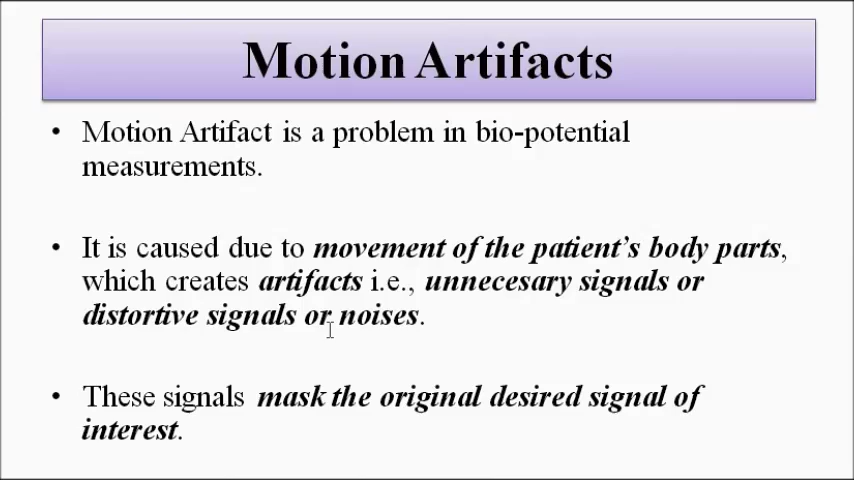 Motion Artifacts
• Motion Artifact is a problem in bio-potential
measurements.
• It is caused due to movement of the patient's body parts,
which creates artifacts i.e., unnecesary signals or
distortive signals or noises.
• These signals mask the original desired signal of
interest.